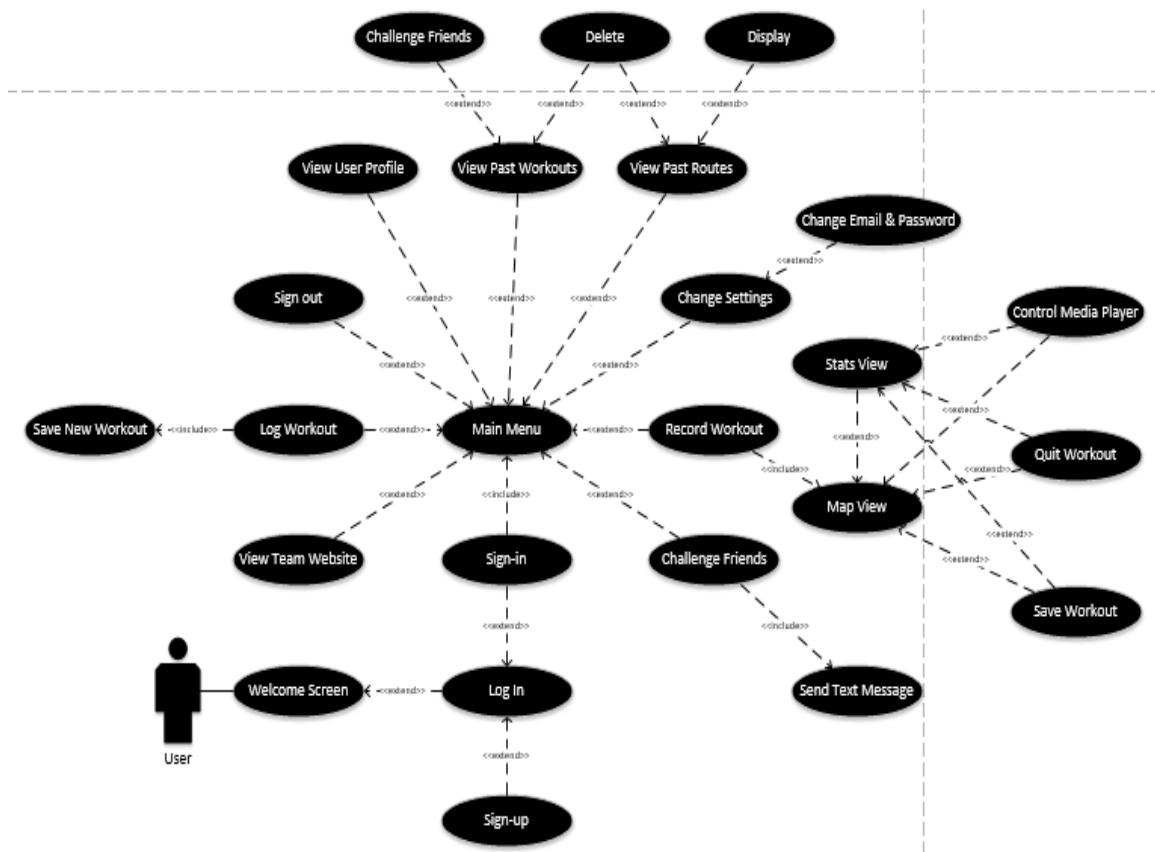 Challenge Friends
Delete
Display
<<extend>>
<<extend>>
<<extend>>
<<extend>>
View User Profile
View Past Workouts
View Past Routes
Change Email & Password
<<extend>>
Sign out
<<extend>>
<<extend>>
<<extend>>
Change Settings
Control Media Player
<<extend>>
Stats View
<<extend>>
<<extend>>
<<extend>>
Save New Workout
<<include>>
Log Workout
<<extend>>
Main Menu
<<extend>>
Record Workout
<<extend>>
Quit Workout
<<include>>
<<extend>>
<<extend>>
<<include>>
<<extend>>
Map View
<<extend>>
View Team Website
Sign-in
Challenge Friends
<<extend>>
Save Workout
<<extend>>
<<include>>
Welcome Screen
<<extend>>
Log In
Send Text Message
User
<<extend>>
Sign-up